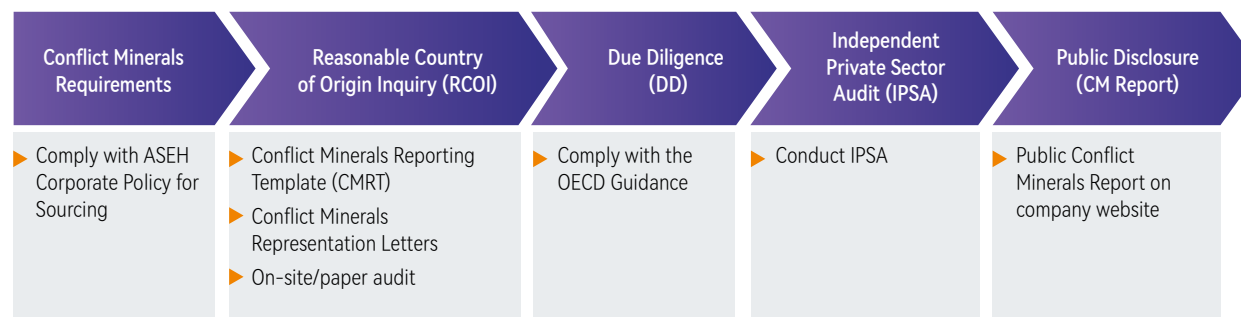 Conflict Minerals
Requirements
Reasonable Country
of Origin Inquiry (RCOI)
Due Diligence
(DD)
Independent
Private Sector
Audit (IPSA)
Public Disclosure
(CM Report)
Comply with ASEH
Corporate Policy for
Sourcing
Conflict Minerals Reporting
Template (CMRT)
Conflict Minerals
Representation Letters
On-site/paper audit
Comply with the
OECD Guidance
Conduct IPSA
Public Conflict
Minerals Report on
company website